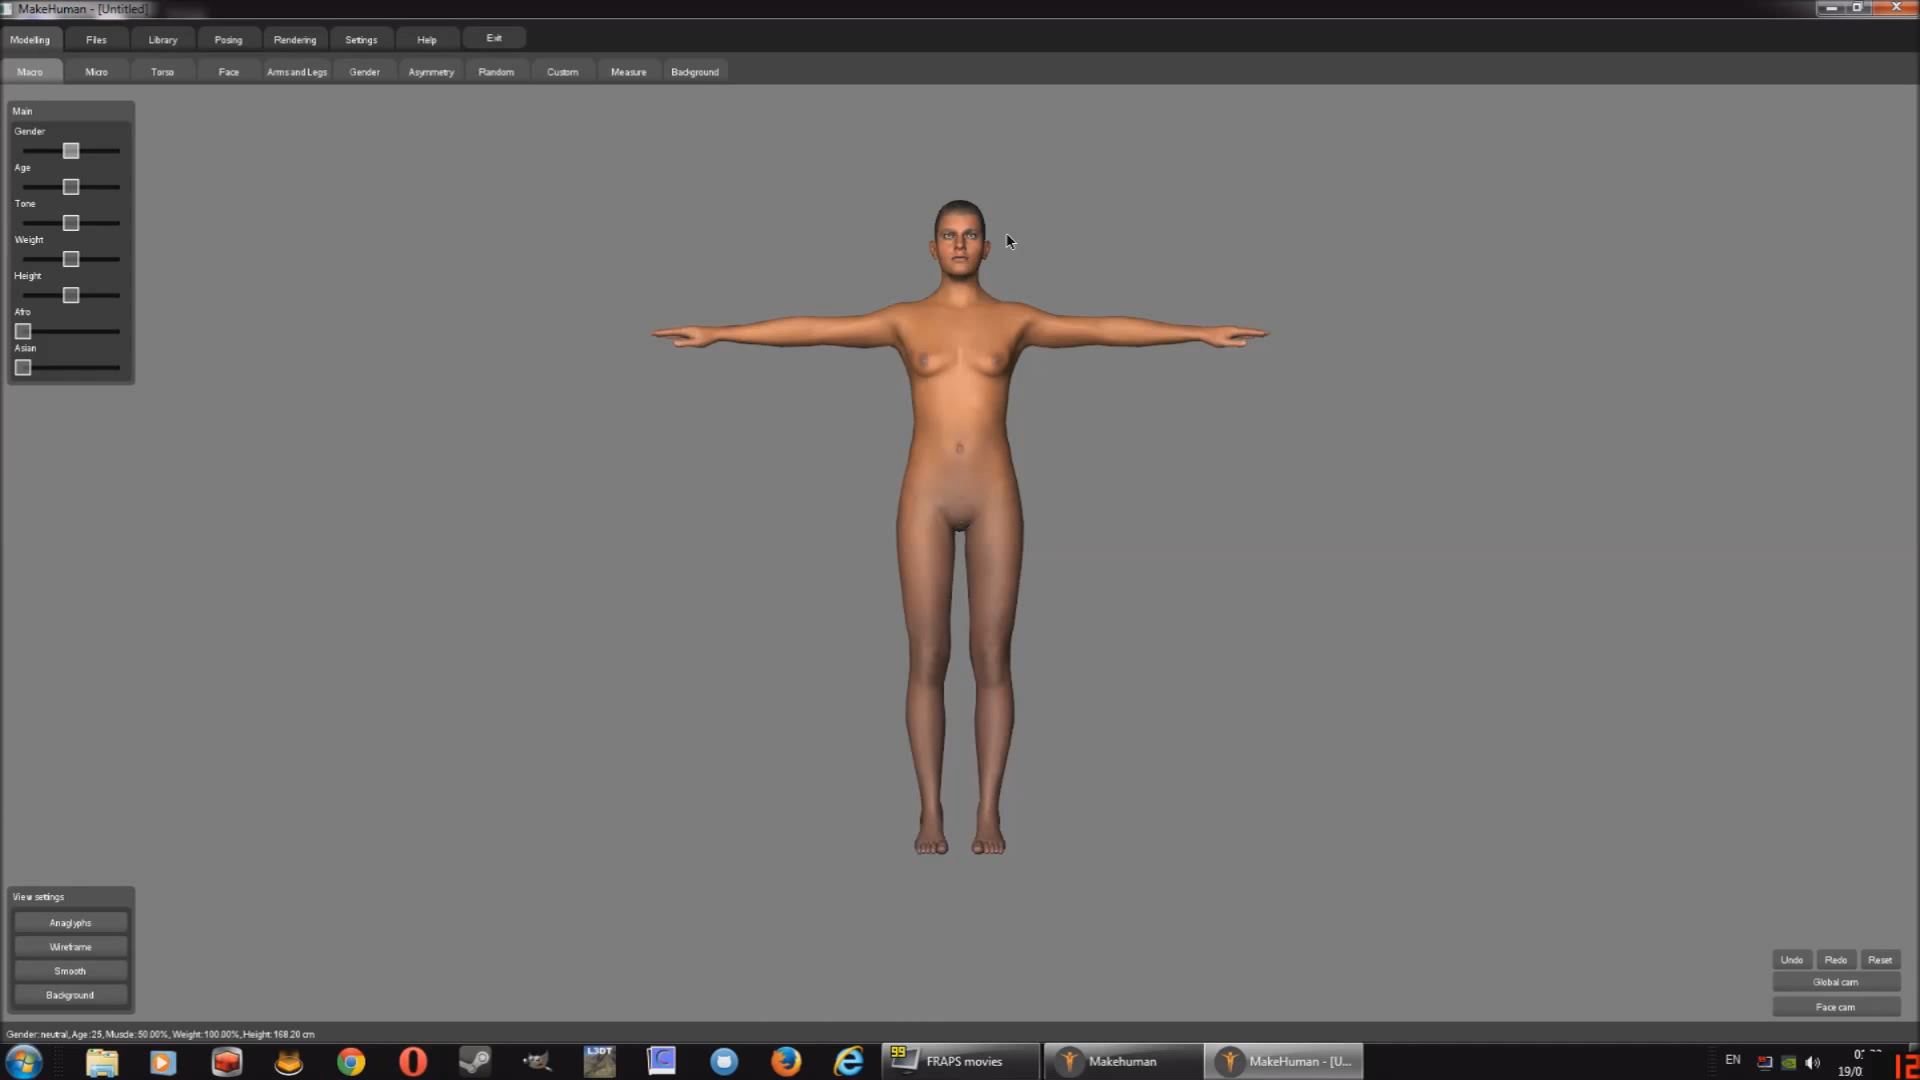 MakeHuman - [Untitled]
Modelling Files Library Posing Rendering Settings Help Exit
Macro Micro Torso Face Arms and Legs Gender Asymmetry Random Custom Measure Background
Main
Gender
Age
Tone
Weight
Height
Afro
Asian
View settings
Anaglyphs
Wireframe
Smooth
Background
Undo Redo Reset
Global cam
Face cam
Gender: neutral, Age: 25, Muscle: 50.00%, Weight: 100.00%, Height: 168.20 cm
L3DT
99
FRAPS movies
Makehuman
MakeHuman - [U...
EN
19/0
12